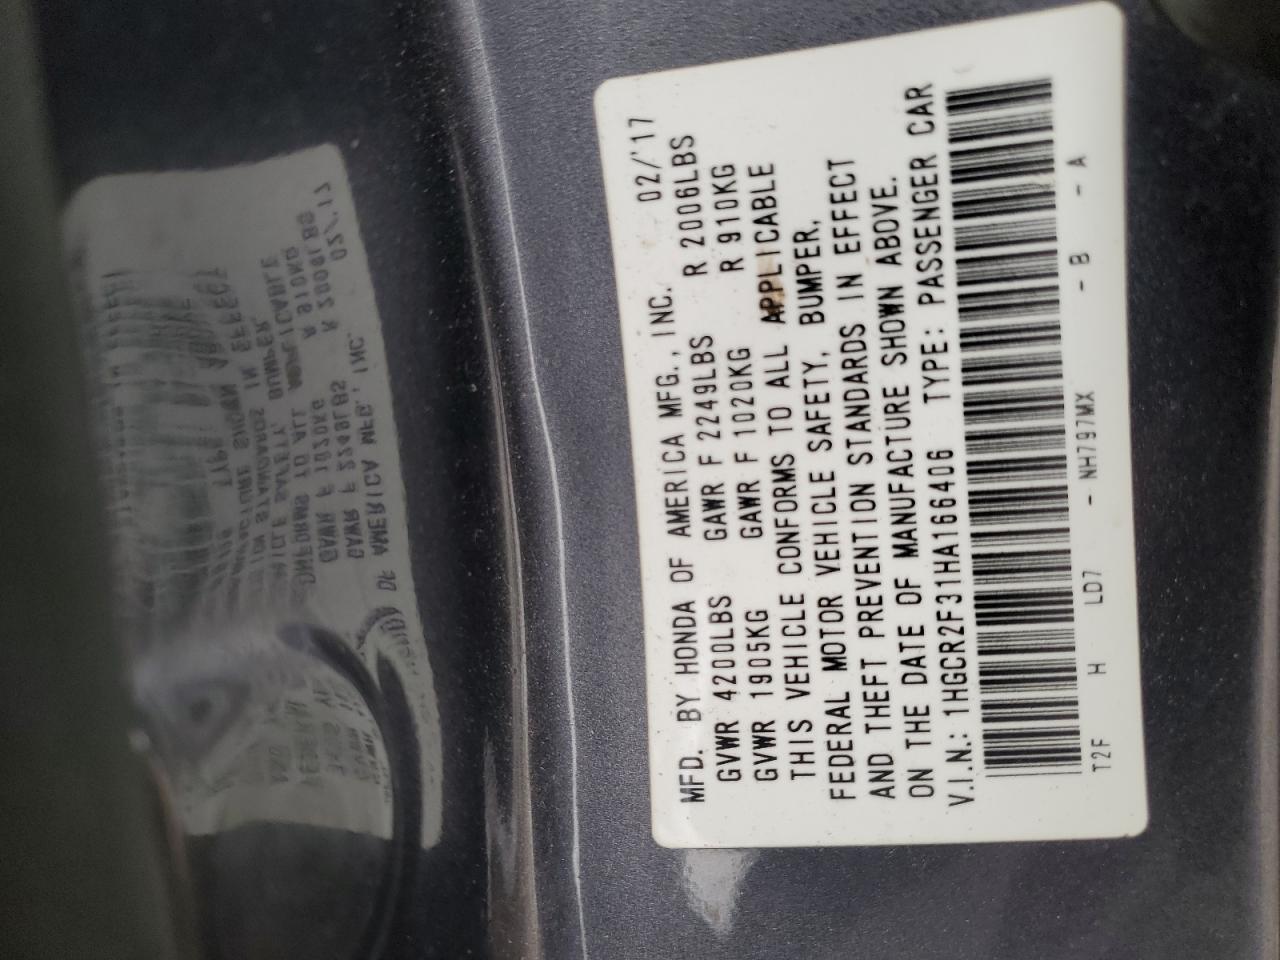 MFD. BY HONDA OF AMERICA MFG., INC. 02/'17
GVWR 4200LBS GAWR F 2249LBS R 2006LBS
GVWR 1905KG GAWR F 1020KG R 910KG
THIS VEHICLE CONFORMS TO ALL APPLICABLE
FEDERAL MOTOR VEHICLE SAFETY, BUMPER,
AND THEFT PREVENTION STANDARDS IN EFFECT
ON THE DATE OF MANUFACTURE SHOWN ABOVE.
V.I.N.: 1HGCR2F31HA166406 TYPE: PASSENGER CAR
T2F H LD7 - NH797MX - B - A